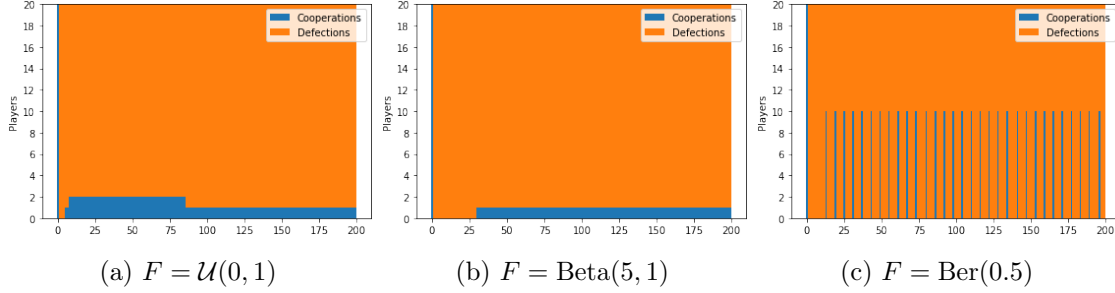 20
18
16
14
12
10
8
6
4
2
0
Players
Cooperations
Defections
0 25 50 75 100 125 150 175 200
20
18
16
14
12
10
8
6
4
2
0
Players
Cooperations
Defections
0 25 50 75 100 125 150 175 200
20
18
16
14
12
10
8
6
4
2
0
Players
Cooperations
Defections
0 25 50 75 100 125 150 175 200
(a) F = 𝒰(0, 1)
(b) F = Beta(5, 1)
(c) F = Ber(0.5)